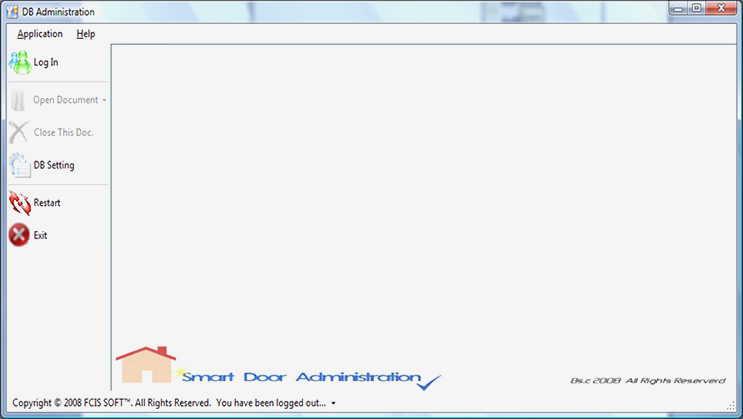 DB Administration
Application Help
Log In
Open Document
Close This Doc.
DB Setting
Restart
Exit
Smart Door Administration
Bs.c 2008 All Rights Reserverd
Copyright © 2008 FCIS SOFT™. All Rights Reserved. You have been logged out...